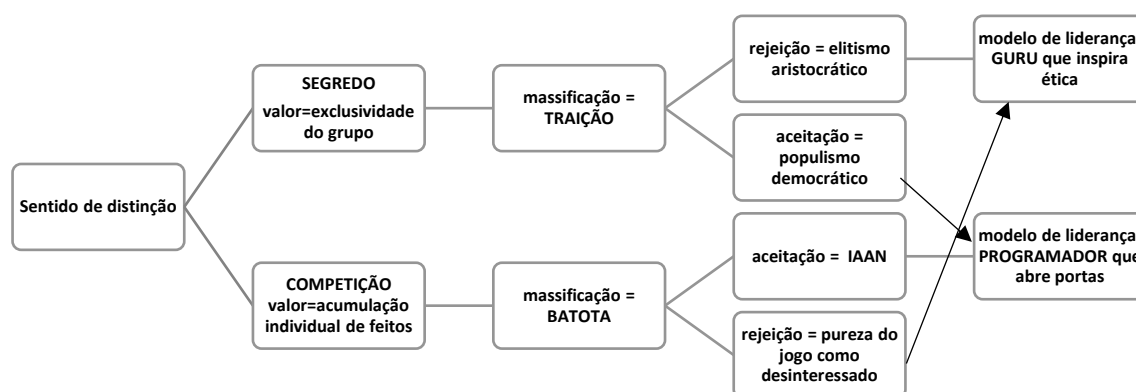 Sentido de distinção
SEGREDO
valor=exclusividade
do grupo
massificação =
TRAIÇÃO
rejeição = elitismo
aristocrático
modelo de liderança
GURU que inspira
ética
aceitação =
populismo
democrático
COMPETIÇÃO
valor=acumulação
individual de feitos
massificação =
BATOTA
aceitação = IAAN
modelo de liderança
PROGRAMADOR que
abre portas
rejeição = pureza do
jogo como
desinteressado